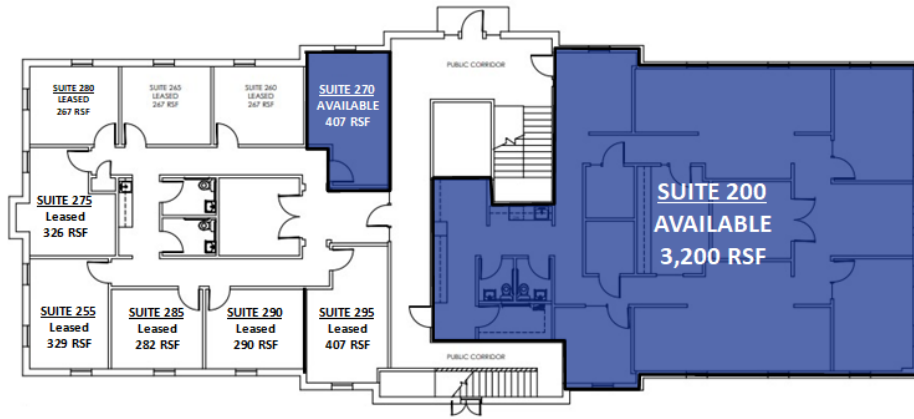 PUBLIC CORRIDOR
SUITE 280
LEASED
267 RSF
SUITE 265
LEASED
267 RSF
SUITE 260
LEASED
267 RSF
SUITE 270
AVAILABLE
407 RSF
SUITE 275
Leased
326 RSF
SUITE 200
AVAILABLE
3,200 RSF
SUITE 255
Leased
329 RSF
SUITE 285
Leased
282 RSF
SUITE 290
Leased
290 RSF
SUITE 295
Leased
407 RSF
PUBLIC CORRIDOR